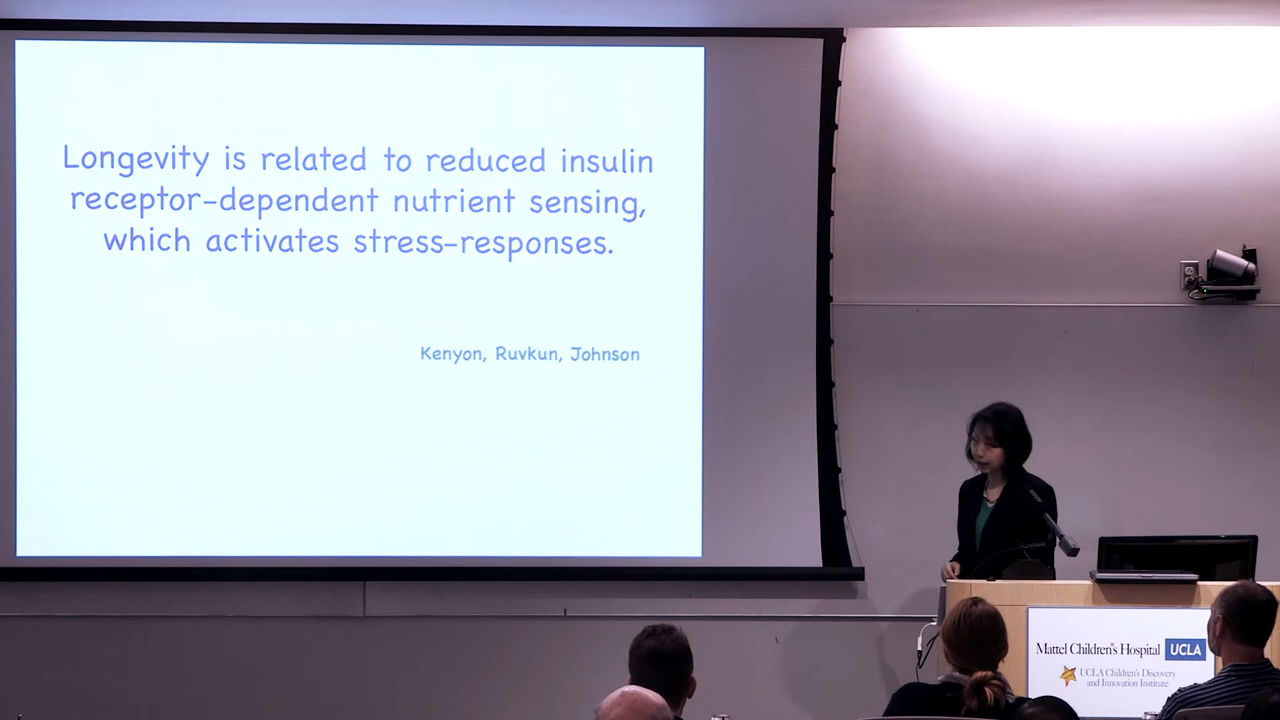 Longevity is related to reduced insulin
receptor-dependent nutrient sensing,
which activates stress-responses.
Kenyon, Ruvkun, Johnson
Mattel Children's Hospital UCLA
UCLA Children's Discovery
and Innovation Institute